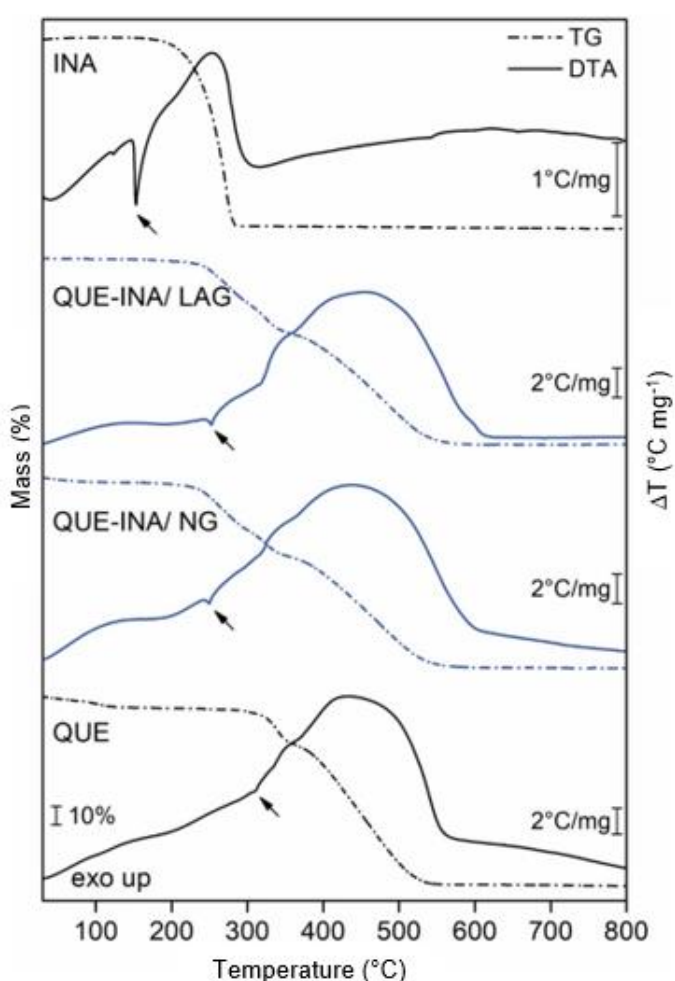 TG
INA
DTA
1°C/mg
QUE-INA/ LAG
2°C/mg
Mass (%)
ΔT (°C mg⁻¹)
QUE-INA/ NG
2°C/mg
QUE
10%
2°C/mg
exo up
100 200 300 400 500 600 700 800
Temperature (°C)